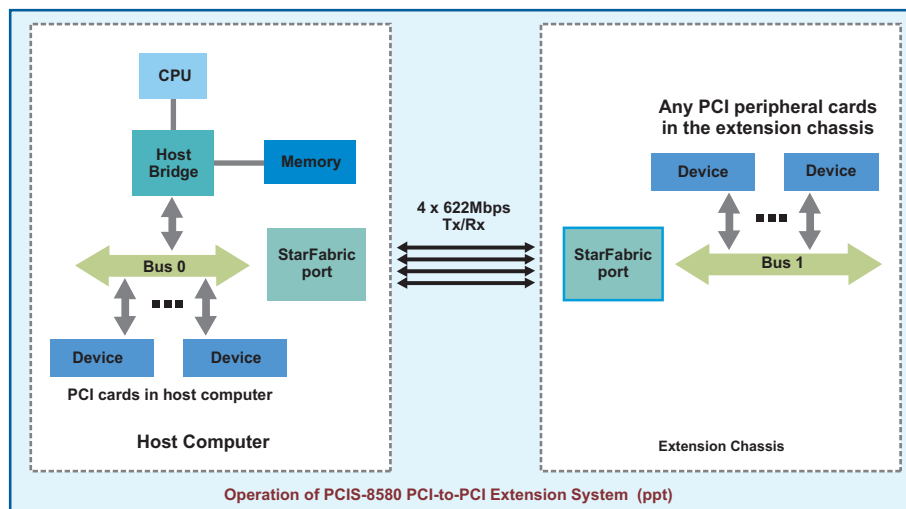 CPU
Host
Bridge
Memory
Bus 0
StarFabric
port
Device
Device
PCI cards in host computer
Host Computer
4 x 622Mbps
Tx/Rx
Any PCI peripheral cards
in the extension chassis
Device
Device
StarFabric
port
Bus 1
Extension Chassis
Operation of PCIS-8580 PCI-to-PCI Extension System (ppt)